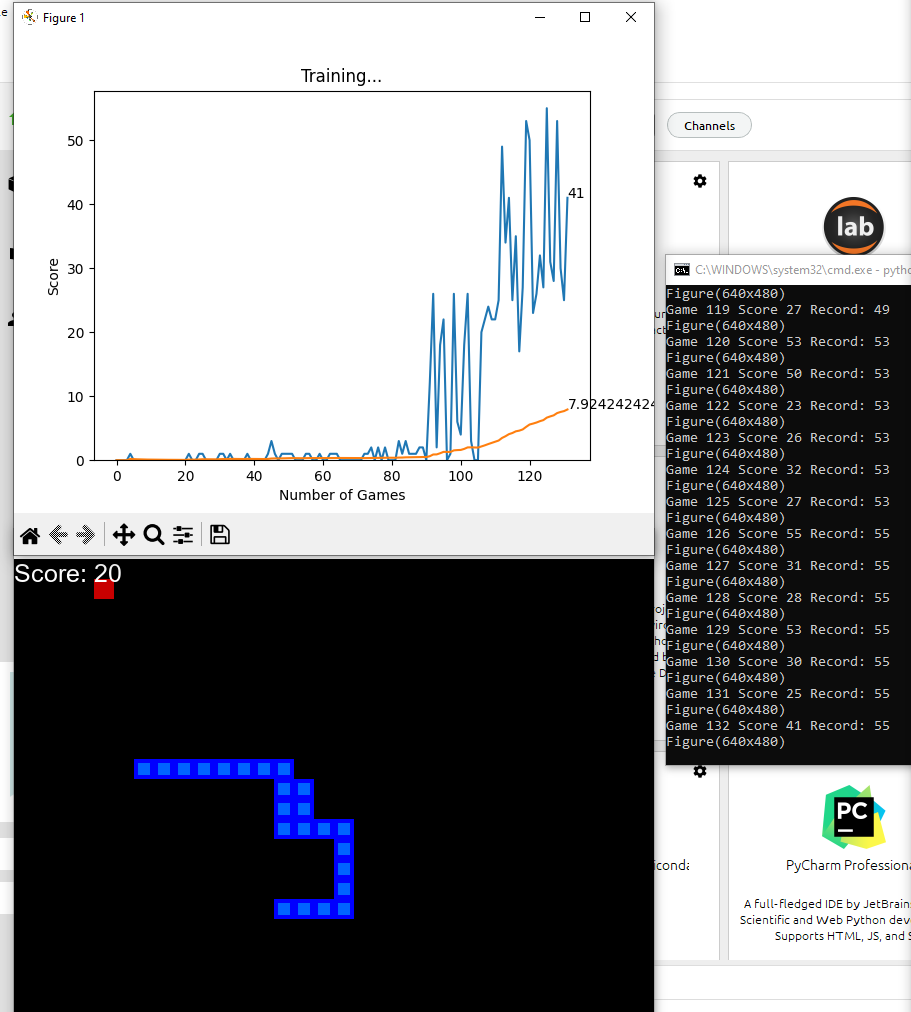 Figure 1
Training...
50
40
30
20
10
0
Score
41
7.924242424
0 20 40 60 80 100 120
Number of Games
Score: 20
Channels
lab
C:\WINDOWS\system32\cmd.exe - pytho
Figure(640x480)
Game 119 Score 27 Record: 49
Figure(640x480)
Game 120 Score 53 Record: 53
Figure(640x480)
Game 121 Score 50 Record: 53
Figure(640x480)
Game 122 Score 23 Record: 53
Figure(640x480)
Game 123 Score 26 Record: 53
Figure(640x480)
Game 124 Score 32 Record: 53
Figure(640x480)
Game 125 Score 27 Record: 53
Figure(640x480)
Game 126 Score 55 Record: 55
Figure(640x480)
Game 127 Score 31 Record: 55
Figure(640x480)
Game 128 Score 28 Record: 55
Figure(640x480)
Game 129 Score 53 Record: 55
Figure(640x480)
Game 130 Score 30 Record: 55
Figure(640x480)
Game 131 Score 25 Record: 55
Figure(640x480)
Game 132 Score 41 Record: 55
Figure(640x480)
PC
iconda
PyCharm Professiona
A full-fledged IDE by JetBrain
Scientific and Web Python dev
Supports HTML, JS, and S